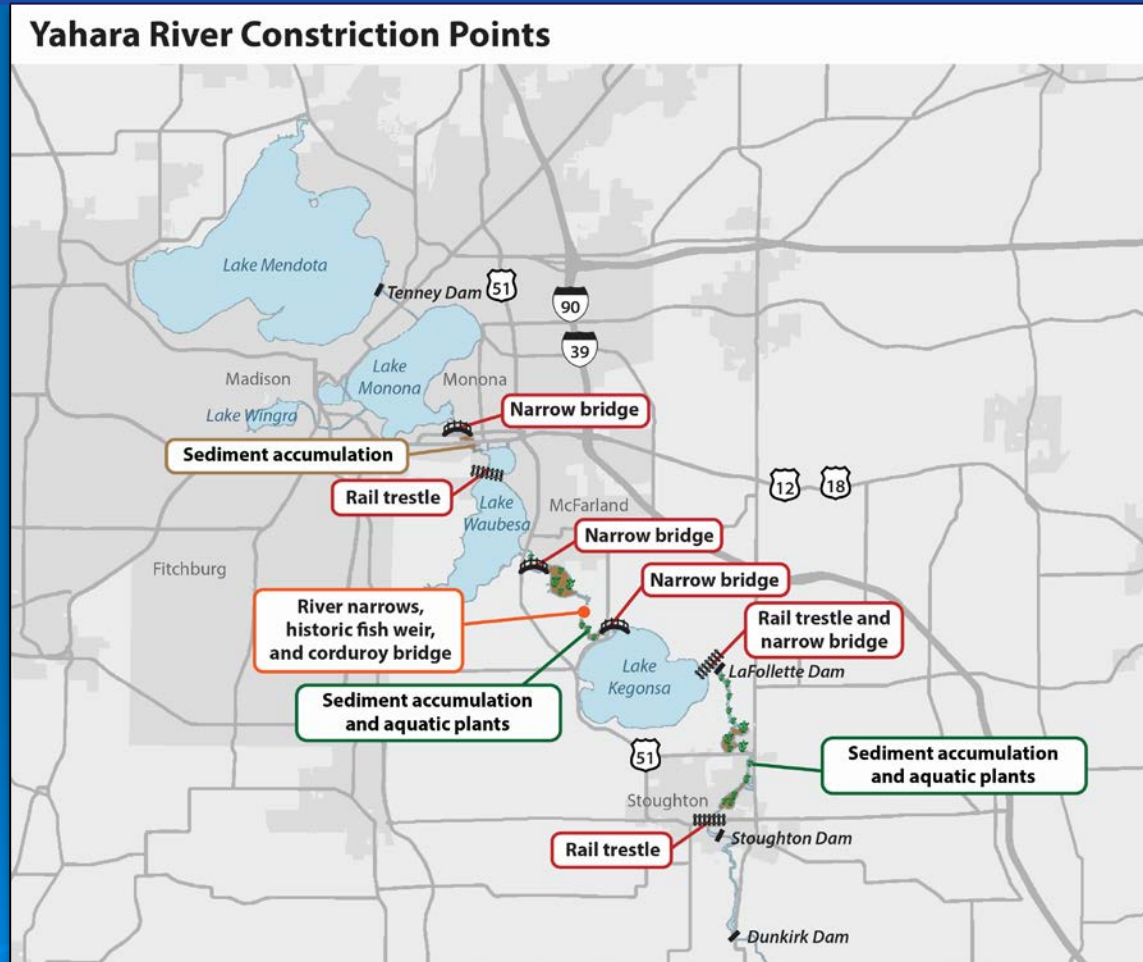 Yahara River Constriction Points
Lake Mendota
Tenney Dam
51
90
39
Lake
Monona
Madison
Monona
Lake Wingra
Narrow bridge
Sediment accumulation
Rail trestle
12
18
Lake
Waubesa
McFarland
Narrow bridge
Fitchburg
Narrow bridge
River narrows,
historic fish weir,
and corduroy bridge
Rail trestle and
narrow bridge
Lake
Kegonsa
LaFollette Dam
Sediment accumulation
and aquatic plants
51
Sediment accumulation
and aquatic plants
Stoughton
Stoughton Dam
Rail trestle
Dunkirk Dam